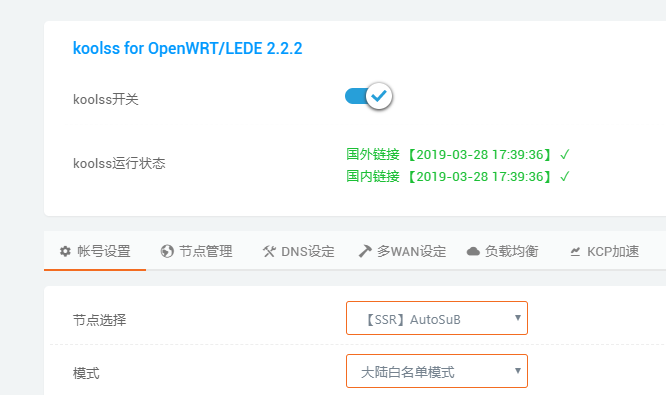 koolss for OpenWRT/LEDE 2.2.2
koolss开关
koolss运行状态
国外链接 【2019-03-28 17:39:36】 ✓
国内链接 【2019-03-28 17:39:36】 ✓
帐号设置 节点管理 DNS设定 多WAN设定 负载均衡 KCP加速
节点选择 【SSR】AutoSuB
模式 大陆白名单模式